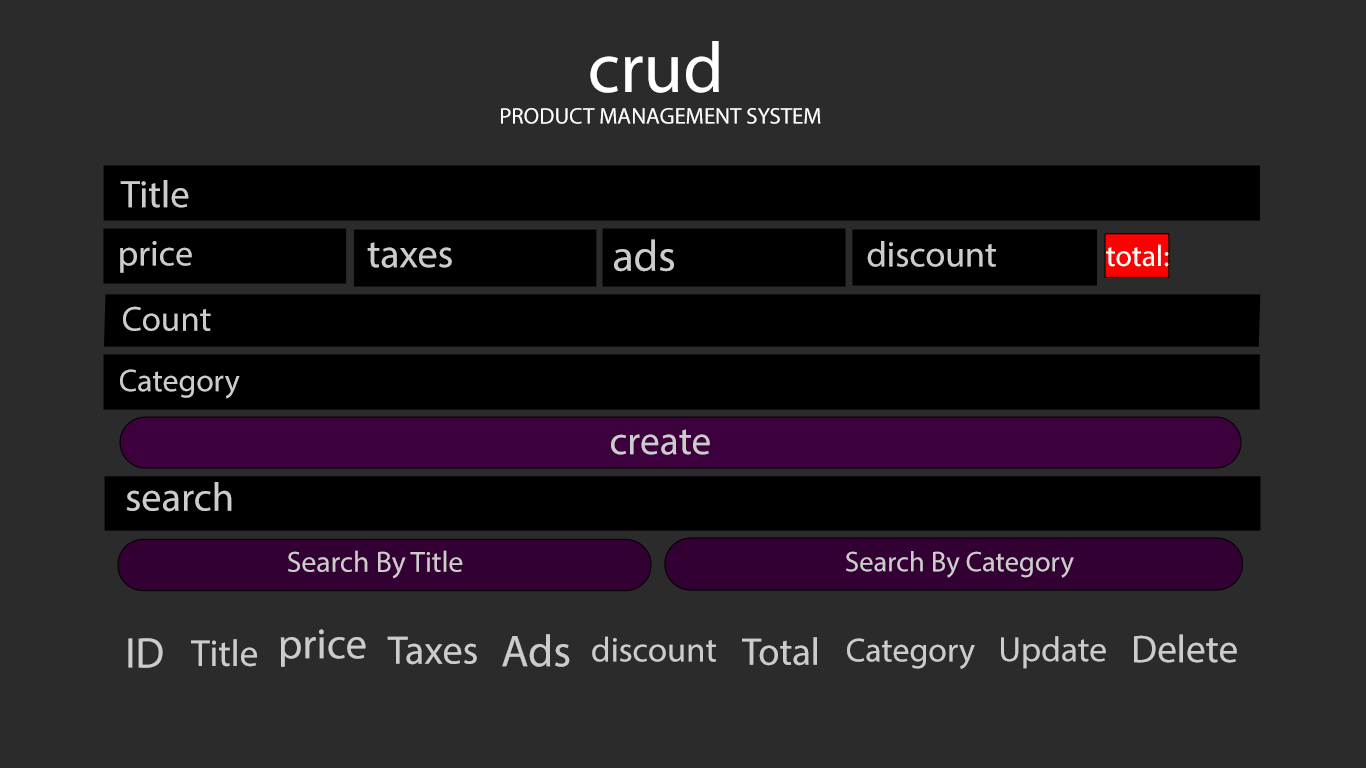 crud
PRODUCT MANAGEMENT SYSTEM
Title
price taxes ads discount total:
Count
Category
create
search
Search By Title Search By Category
ID Title price Taxes Ads discount Total Category Update Delete